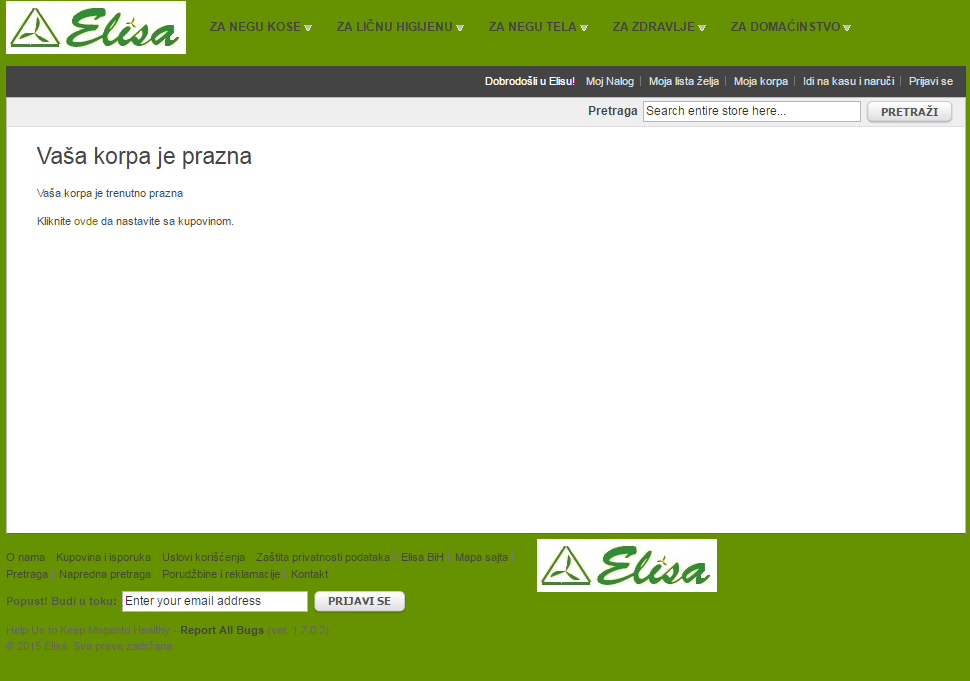 Elisa
ZA NEGU KOSE ZA LIČNU HIGIJENU ZA NEGU TELA ZA ZDRAVLJE ZA DOMAĆINSTVO
Dobrodošli u Elisu! Moj Nalog | Moja lista želja | Moja korpa | Idi na kasu i naruči | Prijavi se
Pretraga Search entire store here... PRETRAŽI
Vaša korpa je prazna
Vaša korpa je trenutno prazna
Kliknite ovde da nastavite sa kupovinom.
O nama Kupovina i isporuka Uslovi korišćenja Zaštita privatnosti podataka | Elisa BiH | Mapa sajta |
Pretraga | Napredna pretraga Porudžbine i reklamacije | Kontakt
Elisa
Popust! Budi u toku: Enter your email address PRIJAVI SE
Help Us to Keep Magento Healthy - Report All Bugs (ver. 1.7.0.2)
© 2015 Elisa. Sva prava zadržana.